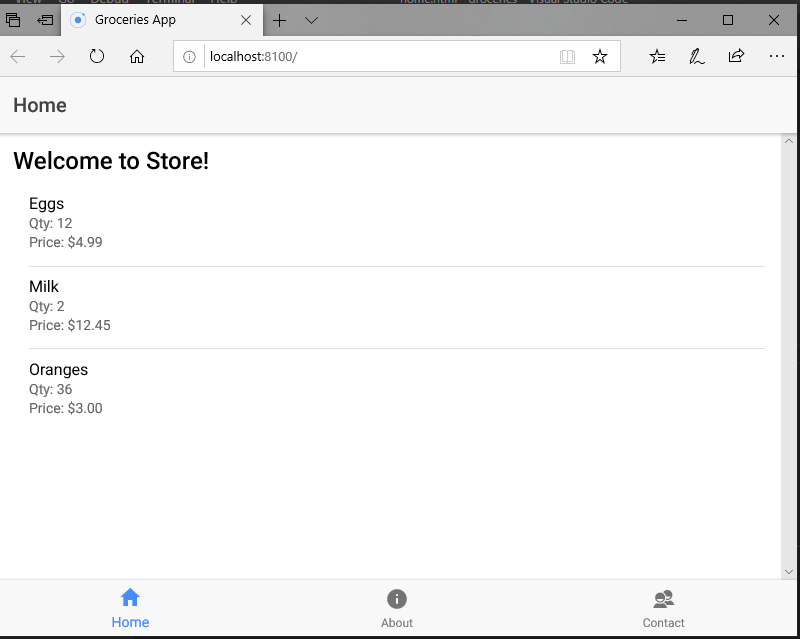 Groceries App
localhost:8100/
Home
Welcome to Store!
Eggs
Qty: 12
Price: $4.99
Milk
Qty: 2
Price: $12.45
Oranges
Qty: 36
Price: $3.00
Home
About
Contact